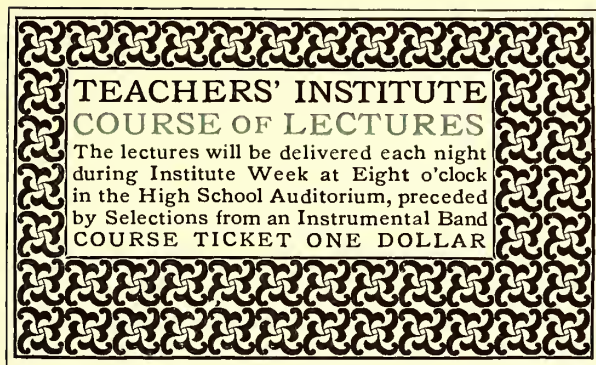 TEACHERS' INSTITUTE
COURSE OF LECTURES
The lectures will be delivered each night
during Institute Week at Eight o'clock
in the High School Auditorium, preceded
by Selections from an Instrumental Band
COURSE TICKET ONE DOLLAR